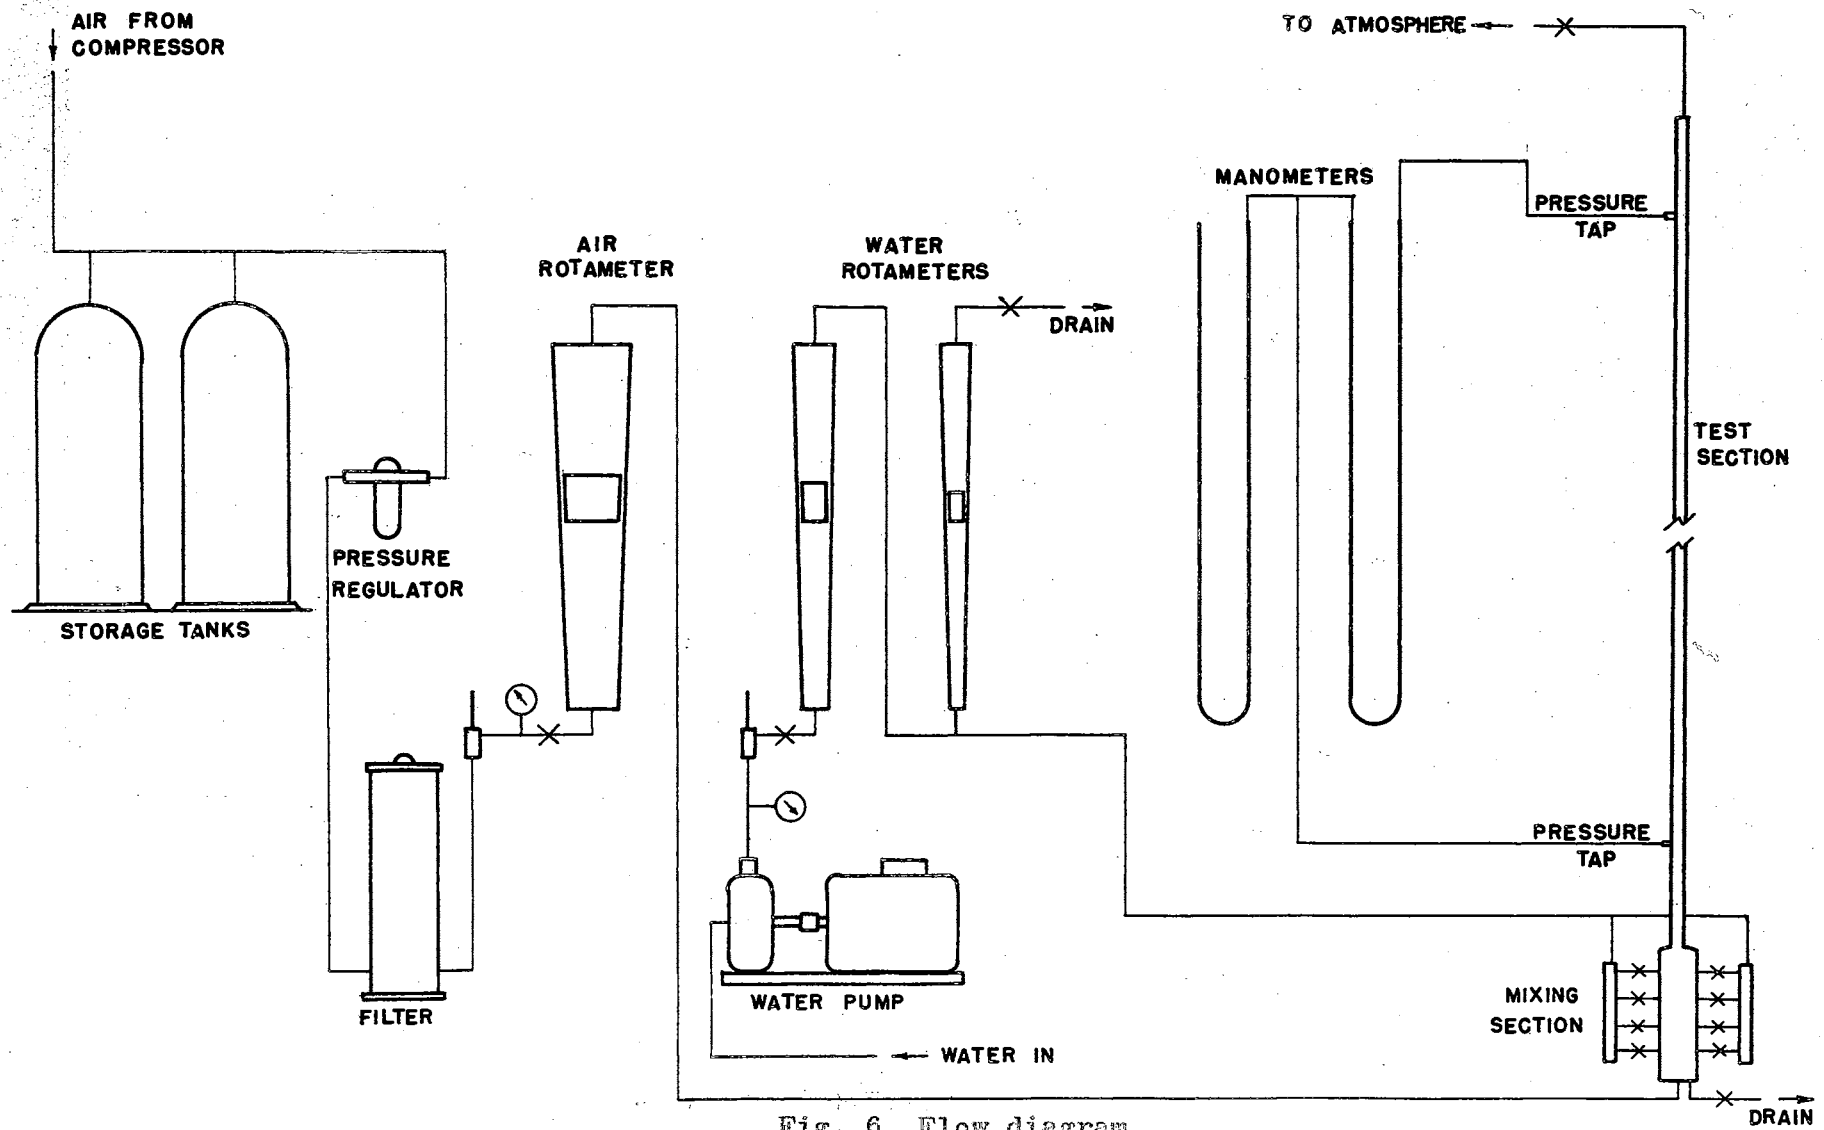 AIR FROM
COMPRESSOR
TO ATMOSPHERE
MANOMETERS
PRESSURE
TAP
AIR
ROTAMETER
WATER
ROTAMETERS
DRAIN
TEST
SECTION
PRESSURE
REGULATOR
STORAGE TANKS
PRESSURE
TAP
MIXING
SECTION
WATER PUMP
FILTER
WATER IN
DRAIN
Fig. 6 Flow diagram